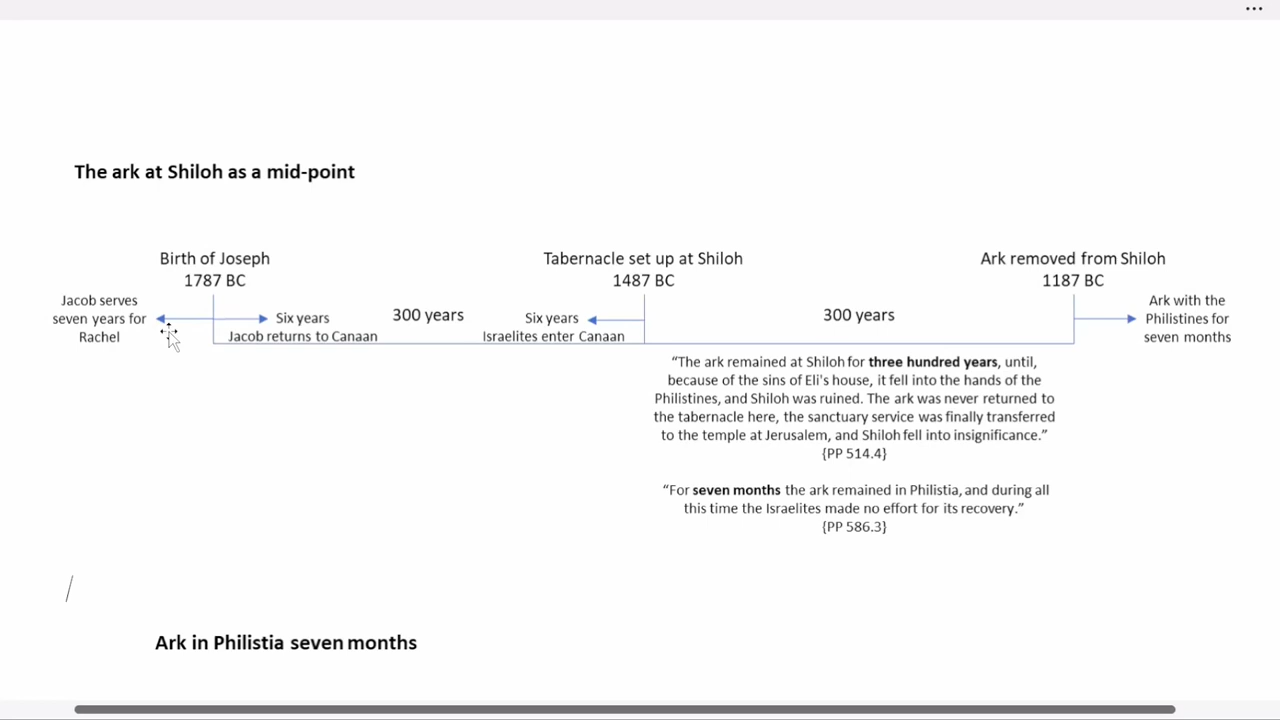 The ark at Shiloh as a mid-point
Birth of Joseph
1787 BC
Tabernacle set up at Shiloh
1487 BC
Ark removed from Shiloh
1187 BC
Jacob serves
seven years for
Rachel
Six years
Jacob returns to Canaan
300 years
Six years
Israelites enter Canaan
300 years
Ark with the
Philistines for
seven months
“The ark remained at Shiloh for three hundred years, until,
because of the sins of Eli's house, it fell into the hands of the
Philistines, and Shiloh was ruined. The ark was never returned to
the tabernacle here, the sanctuary service was finally transferred
to the temple at Jerusalem, and Shiloh fell into insignificance.”
{PP 514.4}
“For seven months the ark remained in Philistia, and during all
this time the Israelites made no effort for its recovery.”
{PP 586.3}
Ark in Philistia seven months